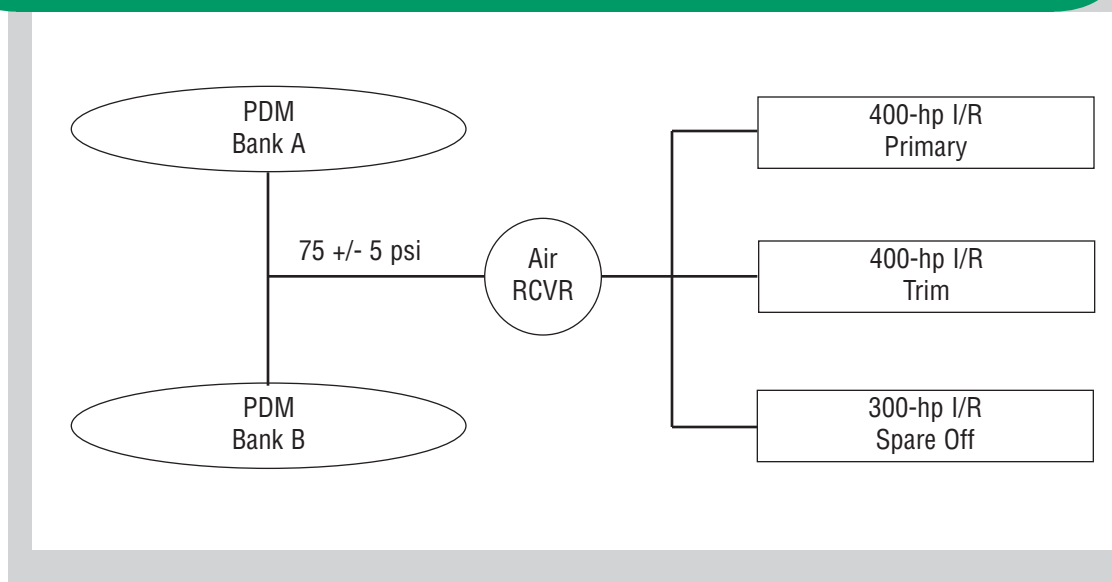 PDM
Bank A
400-hp I/R
Primary
75 +/- 5 psi
Air
RCVR
400-hp I/R
Trim
PDM
Bank B
300-hp I/R
Spare Off